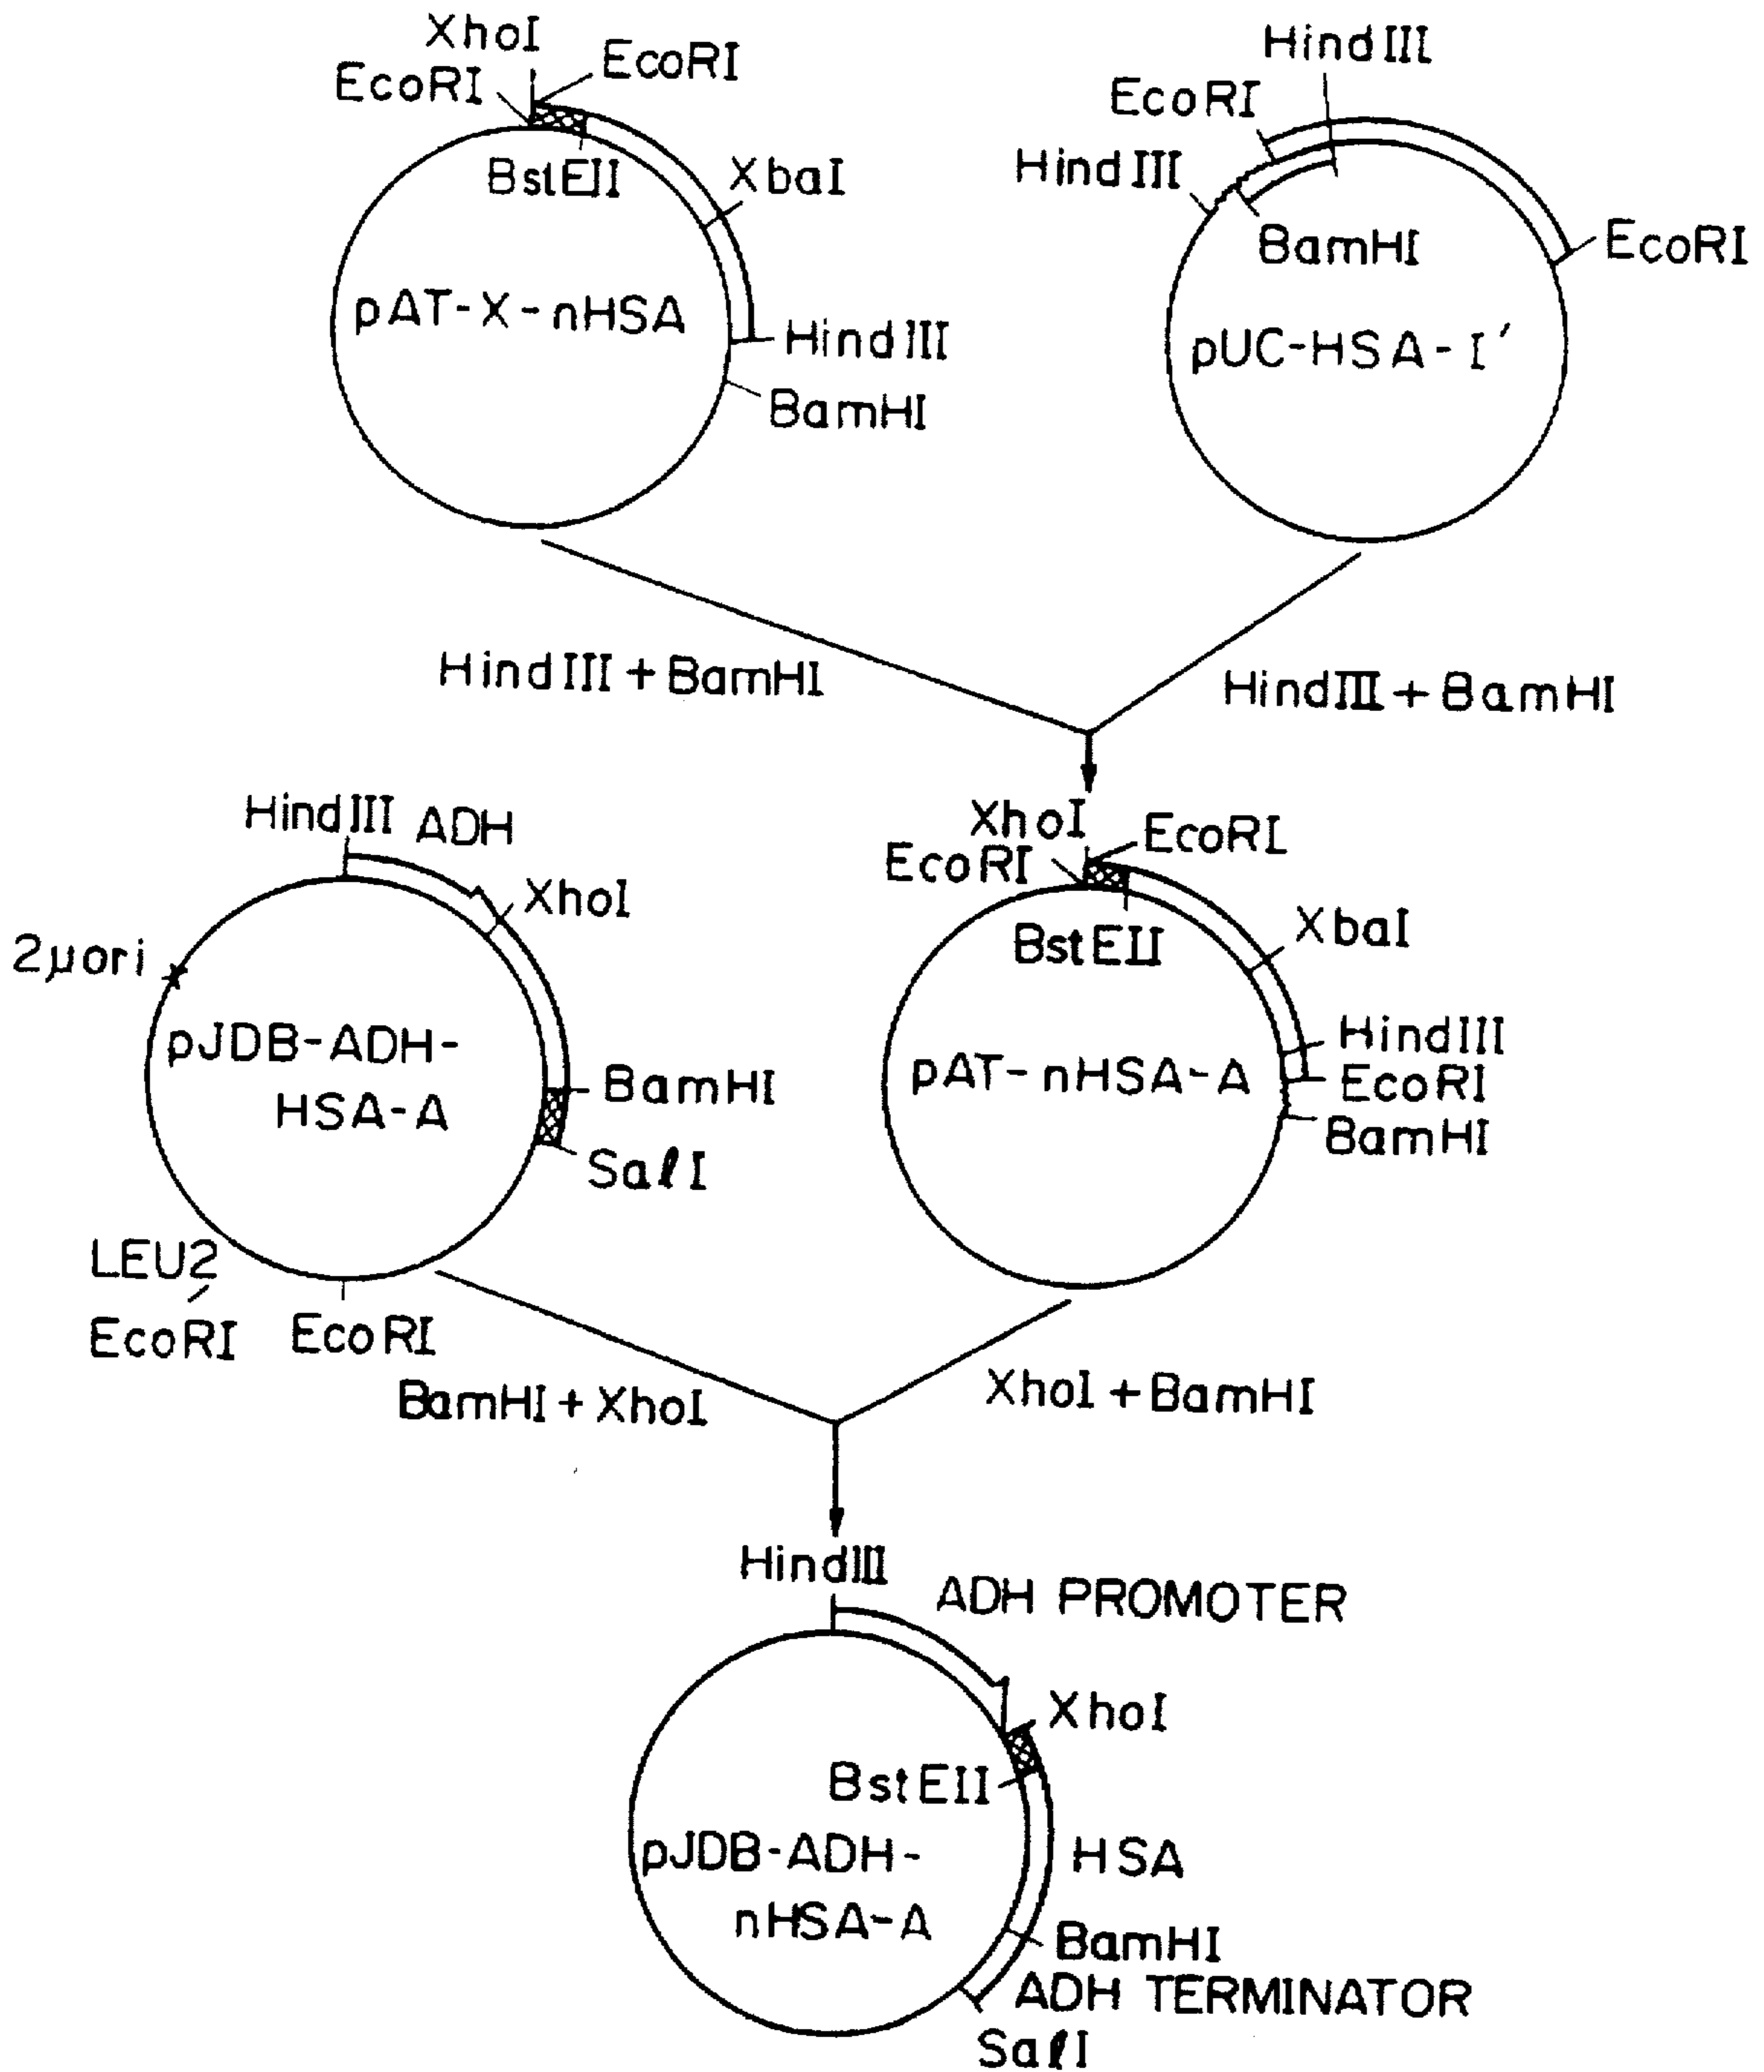 XhoI
EcoRI
EcoRI
BstEII
XbaI
pAT-X-nHSA
HindIII
BamHI
HindIII
EcoRI
HindIII
BamHI
EcoRI
pUC-HSA-I'
HindIII+BamHI
HindIII+BamHI
HindIII ADH
XhoI
2μori
pJDB-ADH-
HSA-A
BamHI
SalI
LEU2
EcoRI
EcoRI
XhoI
EcoRI
EcoRI
BstEII
XbaI
pAT-nHSA-A
HindIII
EcoRI
BamHI
BamHI+XhoI
XhoI+BamHI
HindIII
ADH PROMOTER
XhoI
BstEII
pJDB-ADH-
nHSA-A
HSA
BamHI
ADH TERMINATOR
SalI